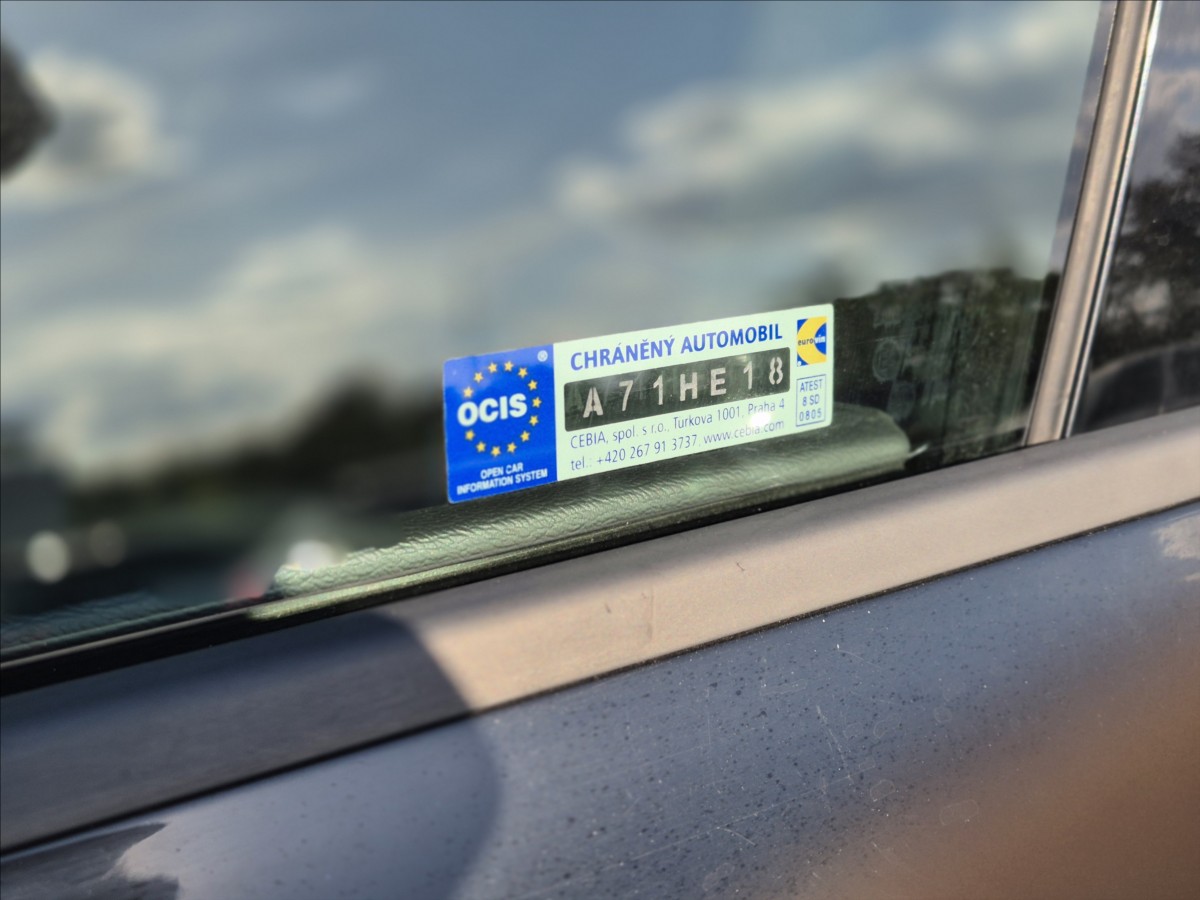 OCIS
®
OPEN CAR
INFORMATION SYSTEM
CHRÁNĚNÝ AUTOMOBIL
A71HE18
CEBIA, spol. s r.o., Turkova 1001, Praha 4
tel.: +420 267 91 3737, www.cebia.com
eurovin
ATEST
8 SD
0805